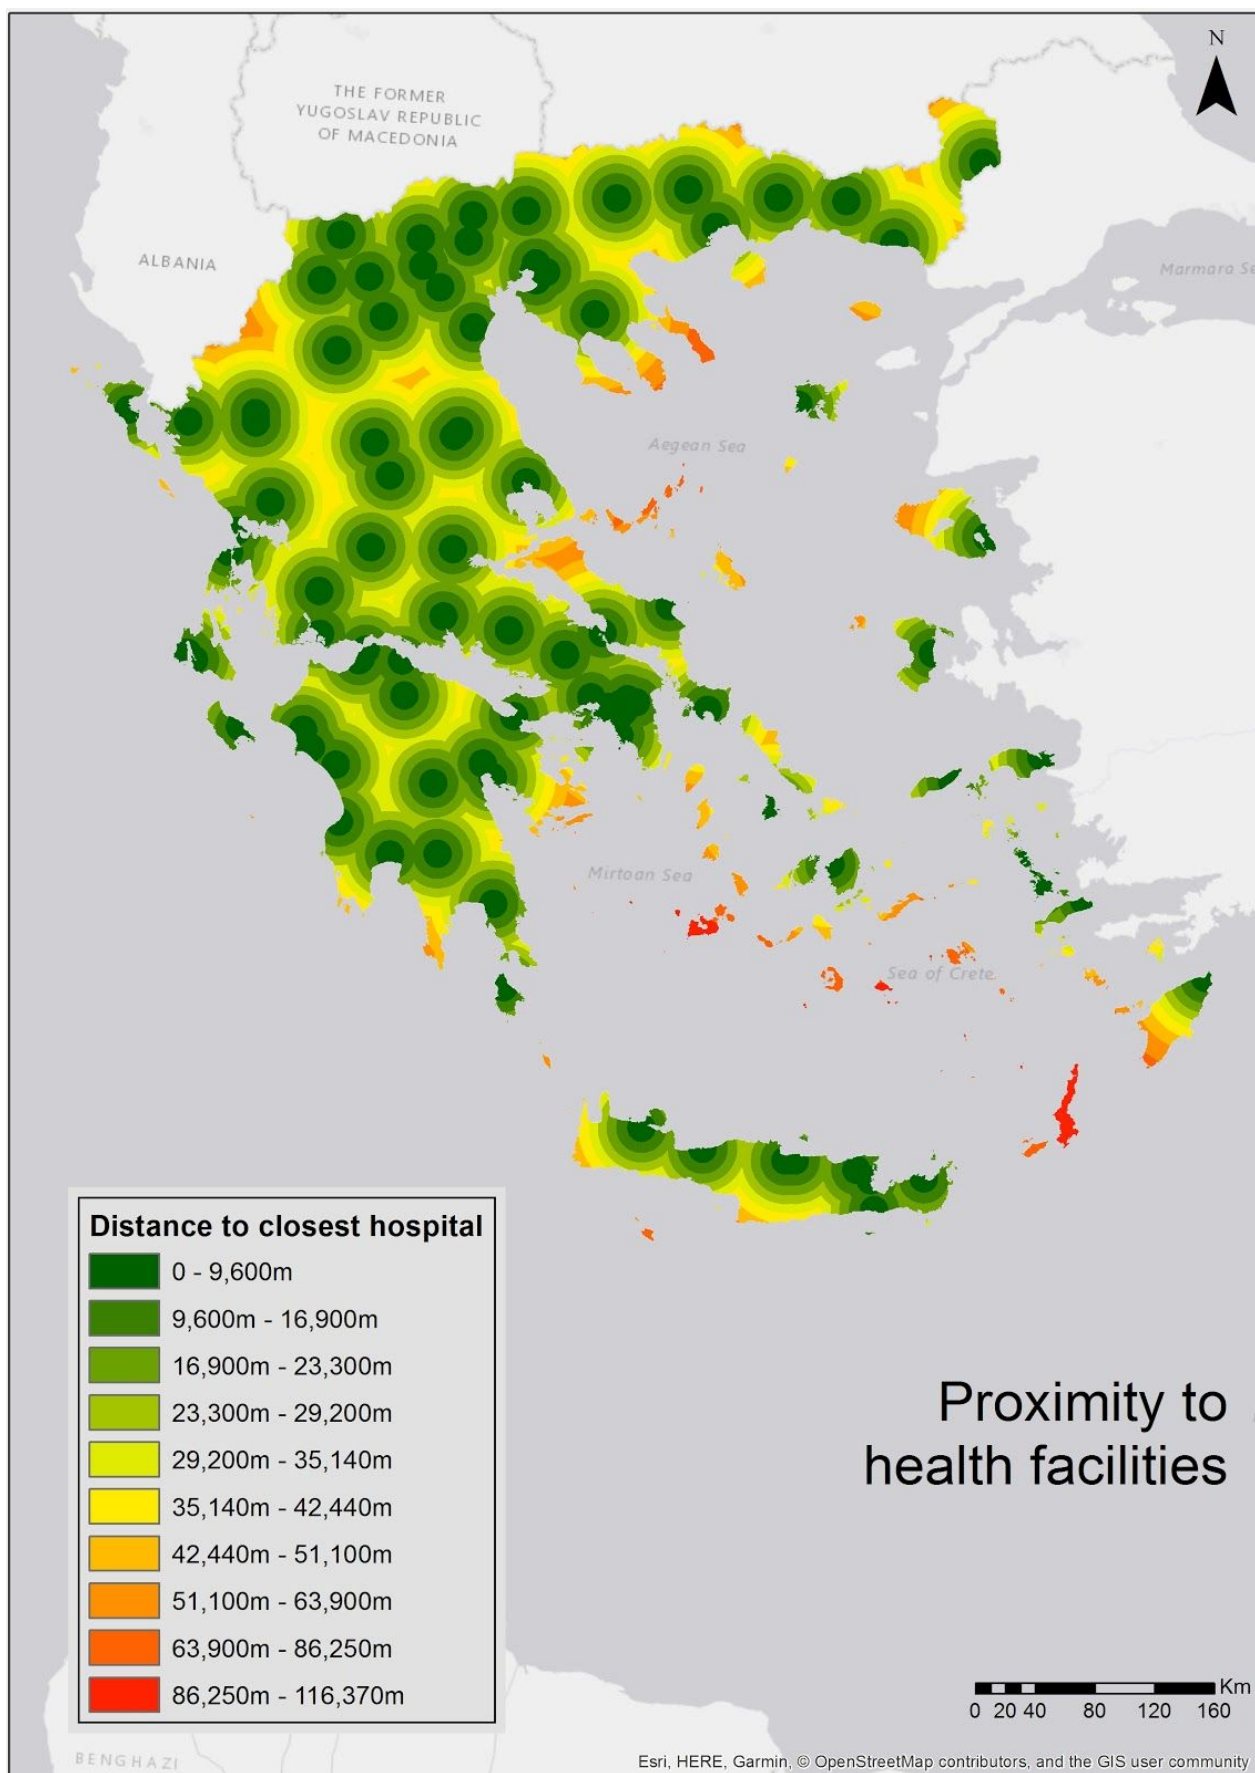 N
THE FORMER
YUGOSLAV REPUBLIC
OF MACEDONIA
ALBANIA
Marmara Se
Aegean Sea
Mirtoan Sea
Sea of Crete
Distance to closest hospital
0 - 9,600m
9,600m - 16,900m
16,900m - 23,300m
23,300m - 29,200m
29,200m - 35,140m
35,140m - 42,440m
42,440m - 51,100m
51,100m - 63,900m
63,900m - 86,250m
86,250m - 116,370m
Proximity to
health facilities
Km
0 20 40 80 120 160
BENGHAZI
Esri, HERE, Garmin, © OpenStreetMap contributors, and the GIS user community